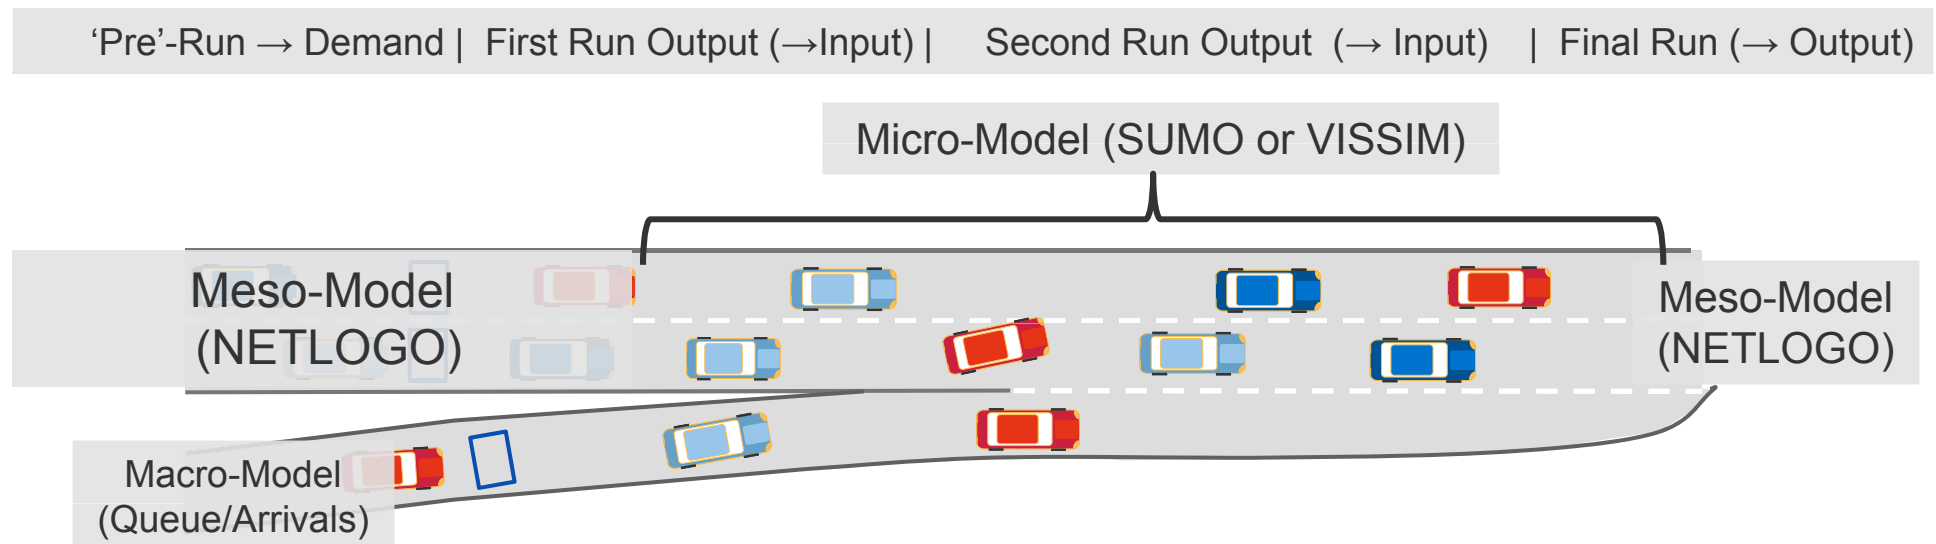 ‘Pre’-Run → Demand | First Run Output (→Input) | Second Run Output (→ Input) | Final Run (→ Output)
Micro-Model (SUMO or VISSIM)
Meso-Model
(NETLOGO)
Meso-Model
(NETLOGO)
Macro-Model
(Queue/Arrivals)